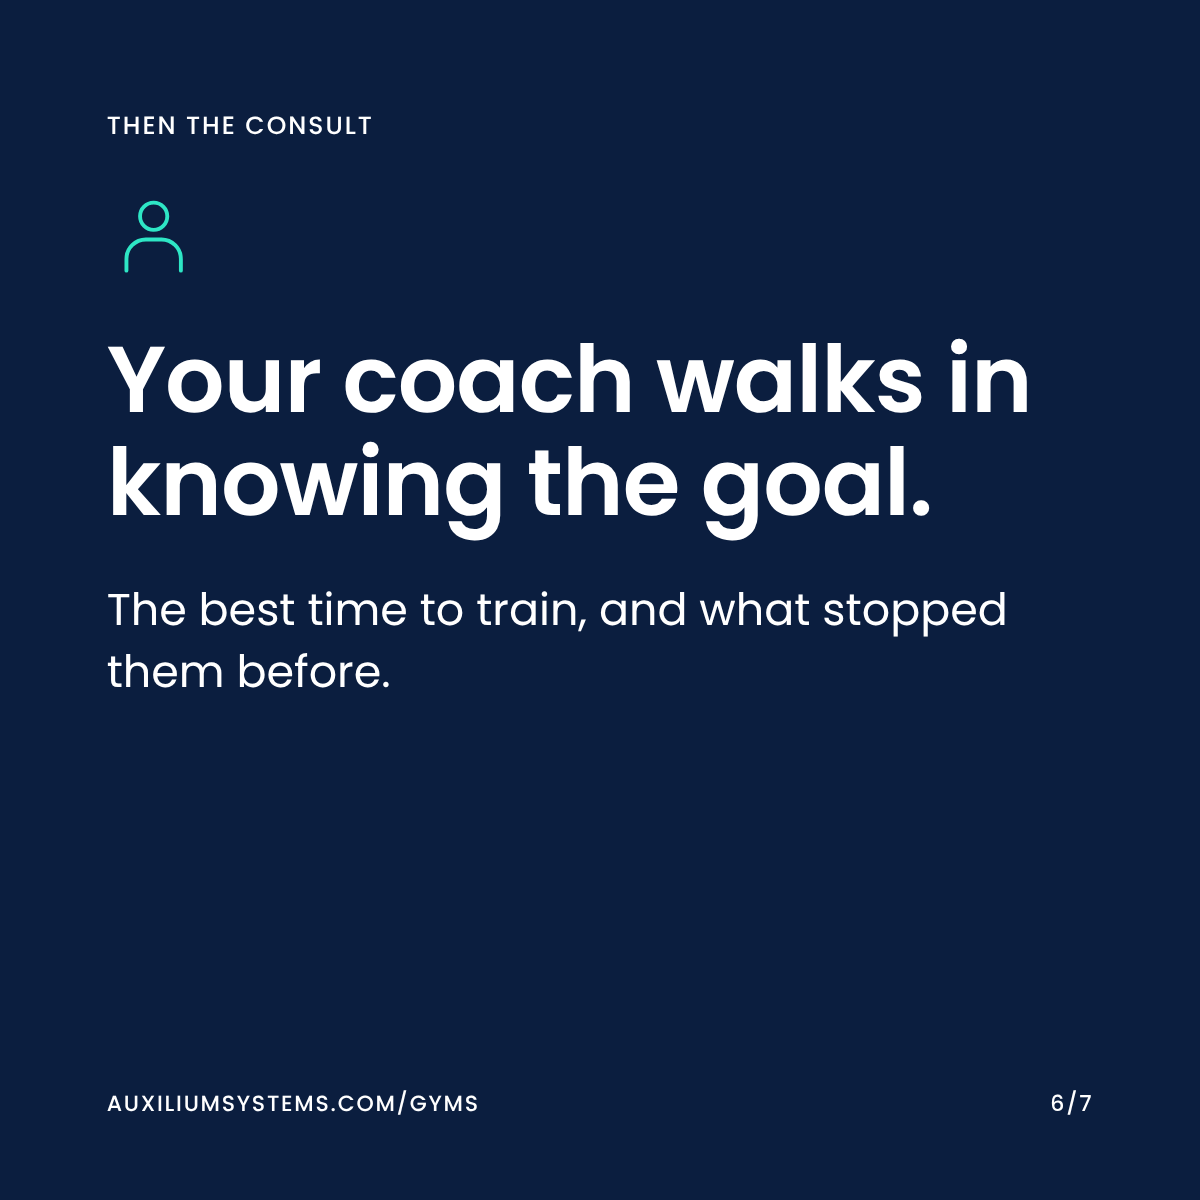 THEN THE CONSULT
Your coach walks in
knowing the goal.
The best time to train, and what stopped
them before.
AUXILIUMSYSTEMS.COM/GYMS
6/7